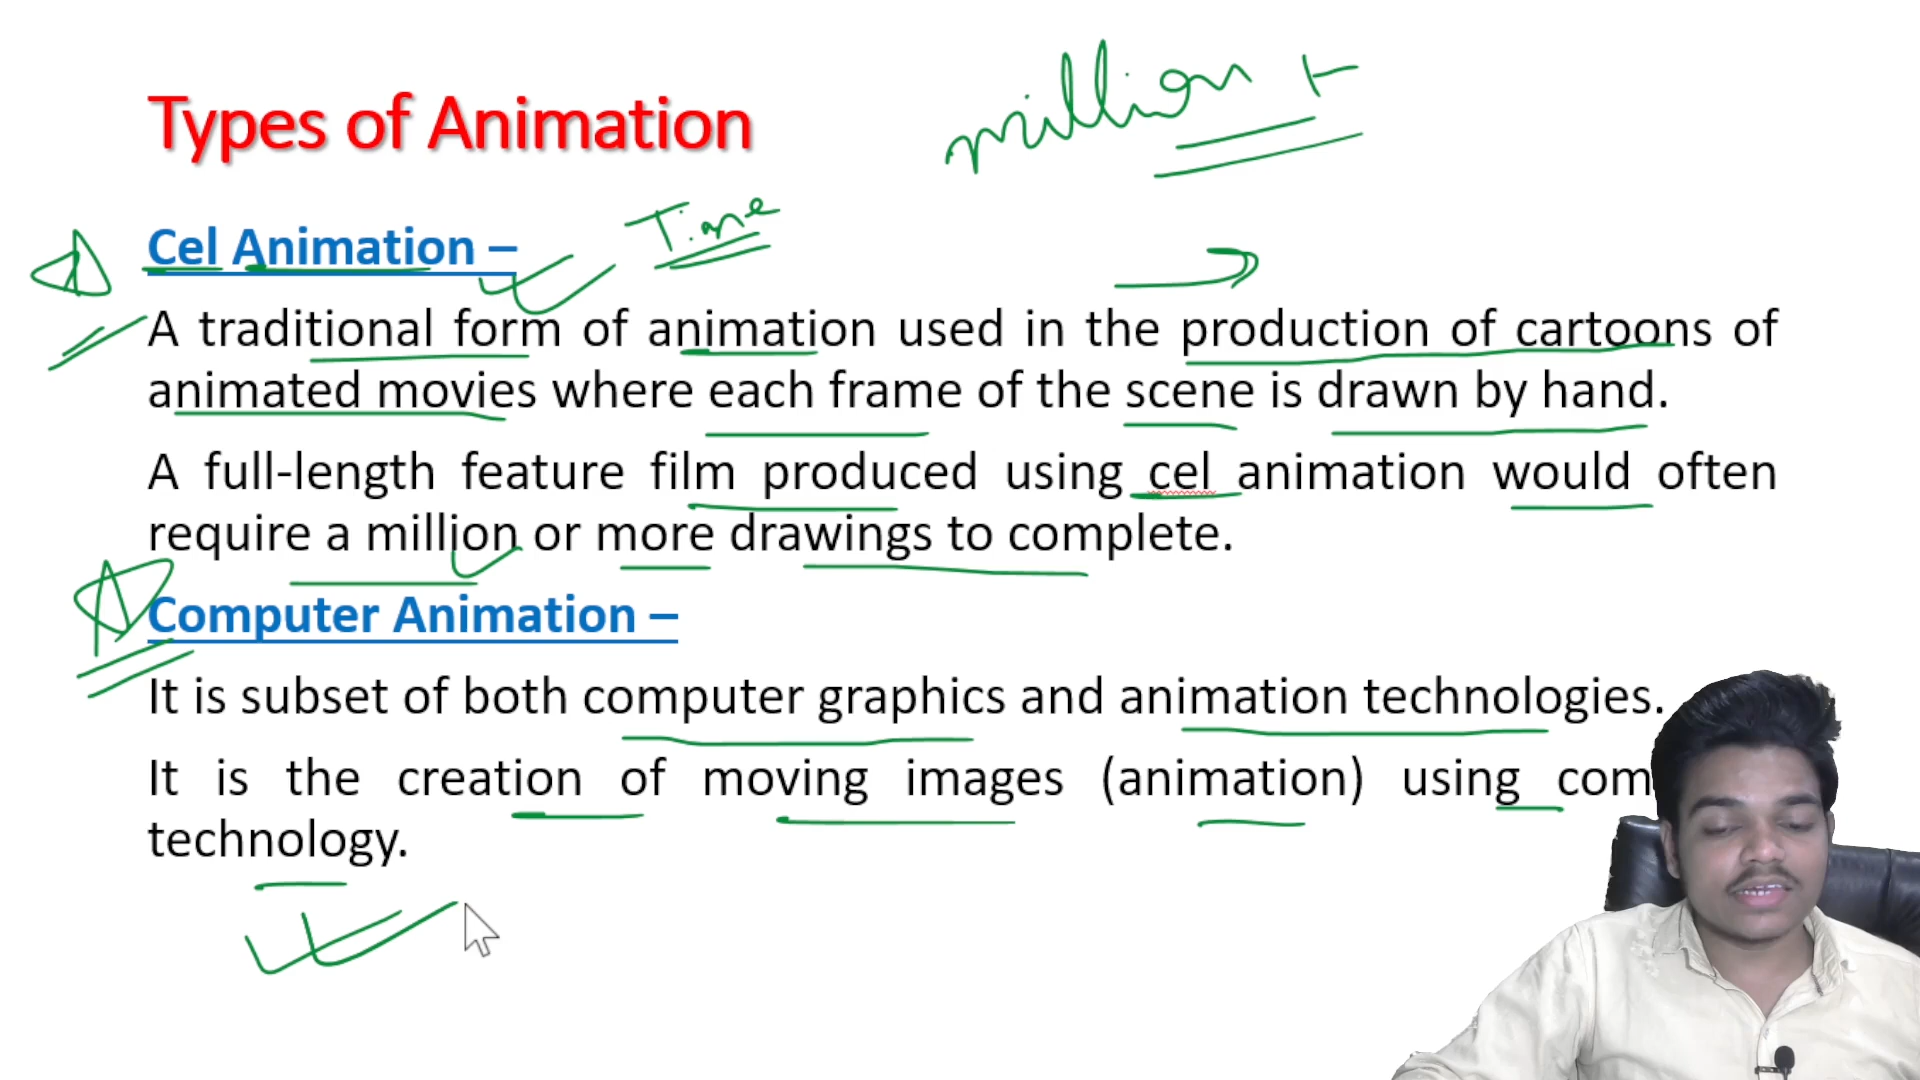 Types of Animation
million +
Cel Animation –
Time
A traditional form of animation used in the production of cartoons of
animated movies where each frame of the scene is drawn by hand.
A full-length feature film produced using cel animation would often
require a million or more drawings to complete.
Computer Animation –
It is subset of both computer graphics and animation technologies.
It is the creation of moving images (animation) using com
technology.